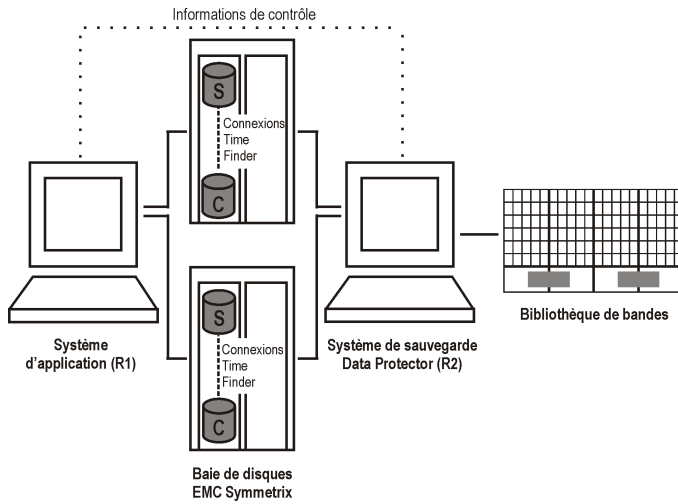 Informations de contrôle
S
Connexions
Time
Finder
C
S
Connexions
Time
Finder
C
Système
d'application (R1)
Système de sauvegarde
Data Protector (R2)
Bibliothèque de bandes
Baie de disques
EMC Symmetrix